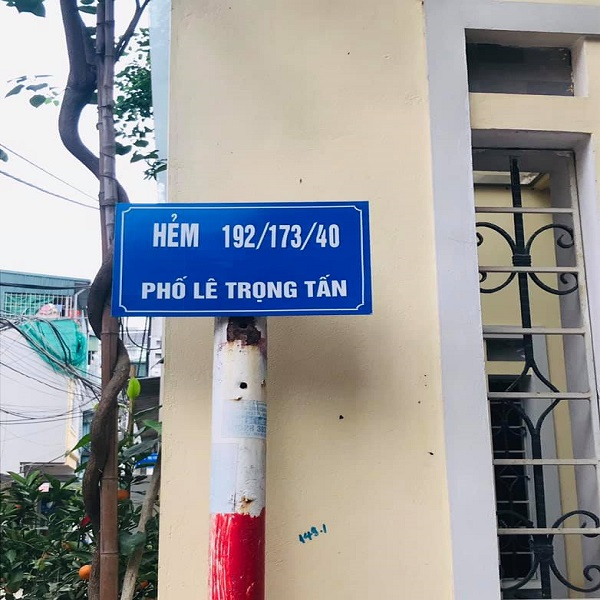 HẺM 192/173/40
PHỐ LÊ TRỌNG TẤN
149.1